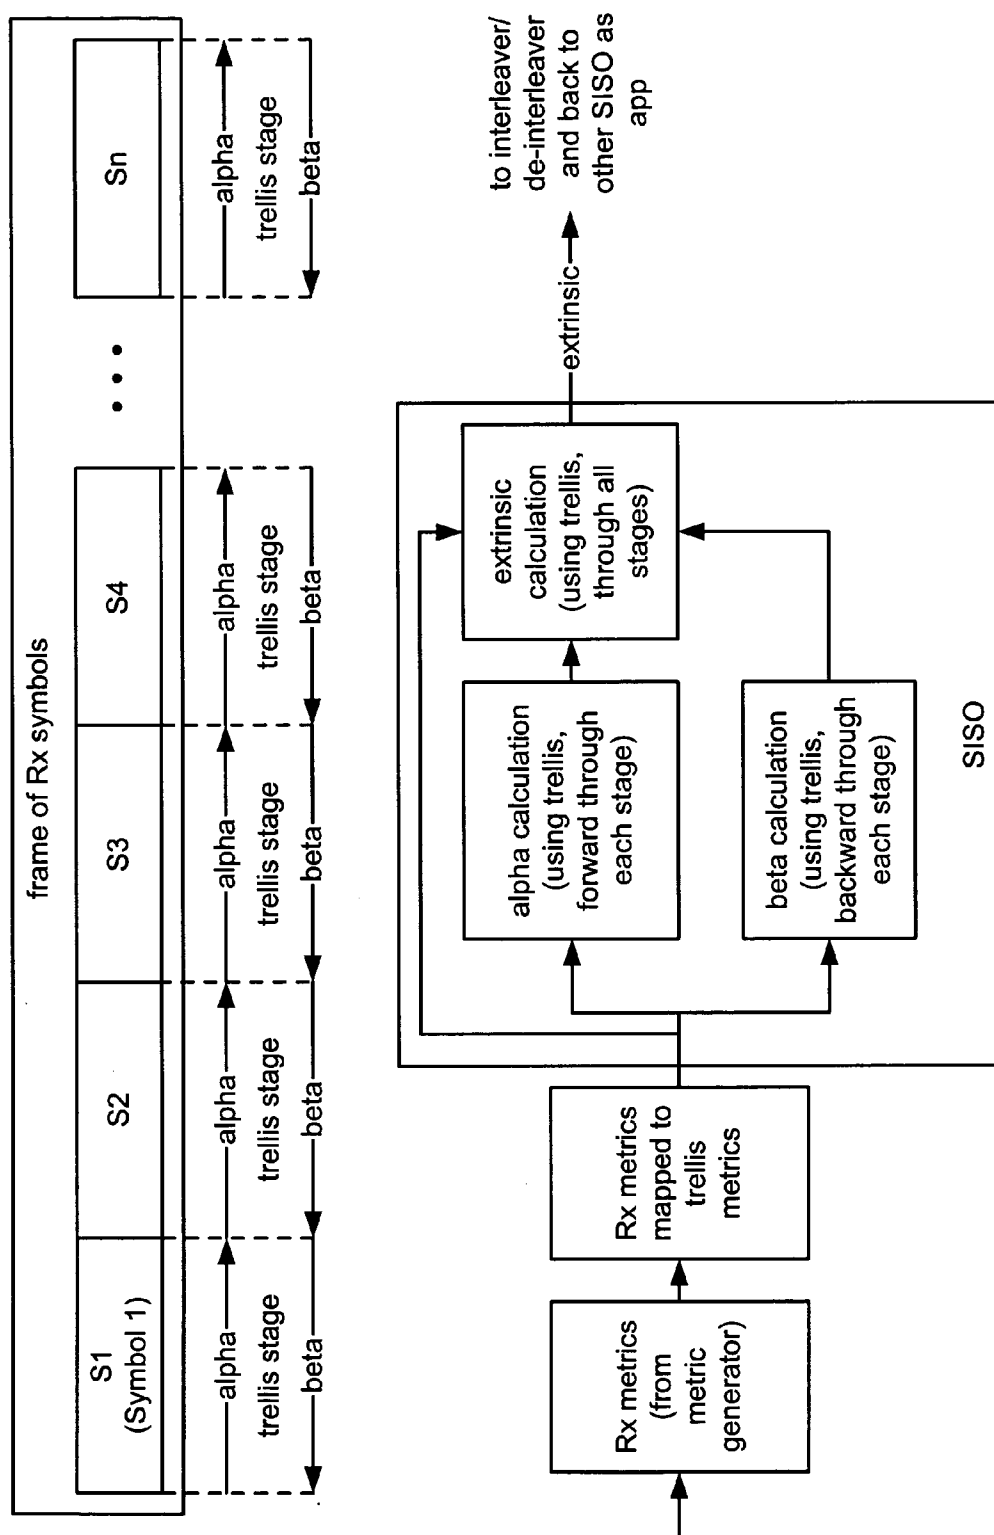 frame of Rx symbols
S1
(Symbol 1)
S2
S3
S4
Sn
alpha
alpha
alpha
alpha
alpha
trellis stage
trellis stage
trellis stage
trellis stage
trellis stage
beta
beta
beta
beta
beta
Rx metrics
(from
metric
generator)
Rx metrics
mapped to
trellis
metrics
alpha calculation
(using trellis,
forward through
each stage)
beta calculation
(using trellis,
backward through
each stage)
extrinsic
calculation
(using trellis,
through all
stages)
SISO
extrinsic
to interleaver/
de-interleaver
and back to
other SISO as
app